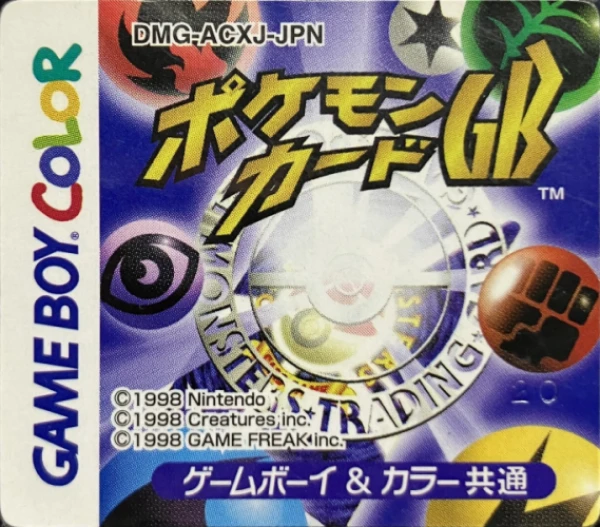 DMG-ACXJ-JPN
GAME BOY COLOR
ポケモン
カードGB
TM
MONSTERS TRADING CARD
©1998 Nintendo
©1998 Creatures inc.
©1998 GAME FREAK inc.
20
ゲームボーイ & カラー共通